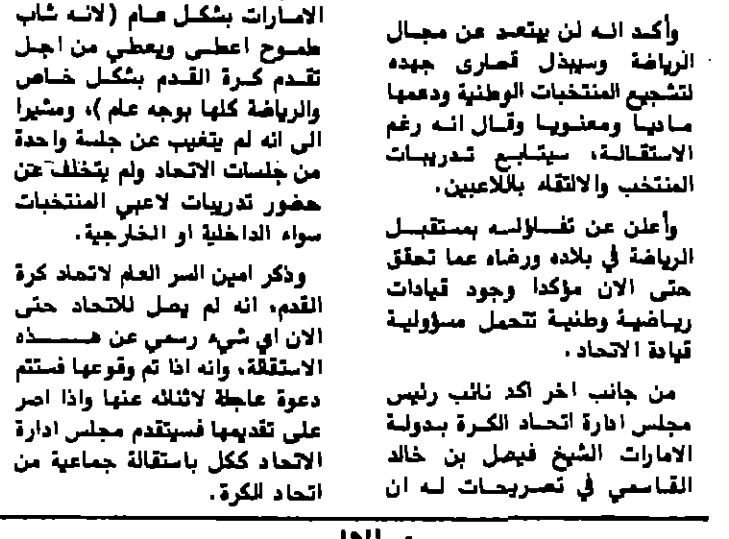 وأكد انه لن يبتعد عن مجال
الرياضة وسيبذل قصارى جهده
لتشجيع المنتخبات الوطنية ودعمها
ماديا ومعنويا وقال انه رغم
الاستقالة، سيتابع تدريبات
المنتخب والالتقاء باللاعبين.
وأعلن عن تفاؤله بمستقبل
الرياضة في بلاده ورضاه عما تحقق
حتى الان مؤكدا وجود قيادات
رياضية وطنية تتحمل مسؤولية
قيادة الاتحاد.
من جانب اخر اكد نائب رئيس
مجلس ادارة اتحاد الكرة بدولة
الامارات الشيخ فيصل بن خالد
القاسمي في تصريحات له ان
الامارات بشكل عام (لانه شاب
طموح اعطى ويعطي من اجل
تقدم كرة القدم بشكل خاص
والرياضة كلها بوجه عام)، ومشيرا
الى انه لم يتغيب عن جلسة واحدة
من جلسات الاتحاد ولم يتخلف عن
حضور تدريبات لاعبي المنتخبات
سواء الداخلية او الخارجية.
وذكر امين السر العام لاتحاد كرة
القدم، انه لم يصل للاتحاد حتى
الان اي شيء رسمي عن هذه
الاستقالة، وانه اذا تم وقوعها فستتم
دعوة عاجلة لاثنائه عنها واذا اصر
على تقديمها فسيتقدم مجلس ادارة
الاتحاد ككل باستقالة جماعية من
اتحاد الكرة.